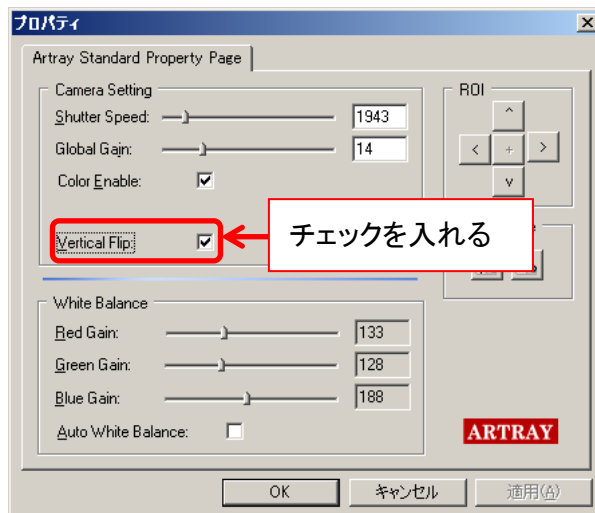 プロパティ
Artray Standard Property Page
Camera Setting
Shutter Speed: 1943
Global Gain: 14
Color Enable:
Vertical Flip:
チェックを入れる
ROI
^
< + >
v
White Balance
Red Gain: 133
Green Gain: 128
Blue Gain: 188
Auto White Balance:
ARTRAY
OK キャンセル 適用(A)